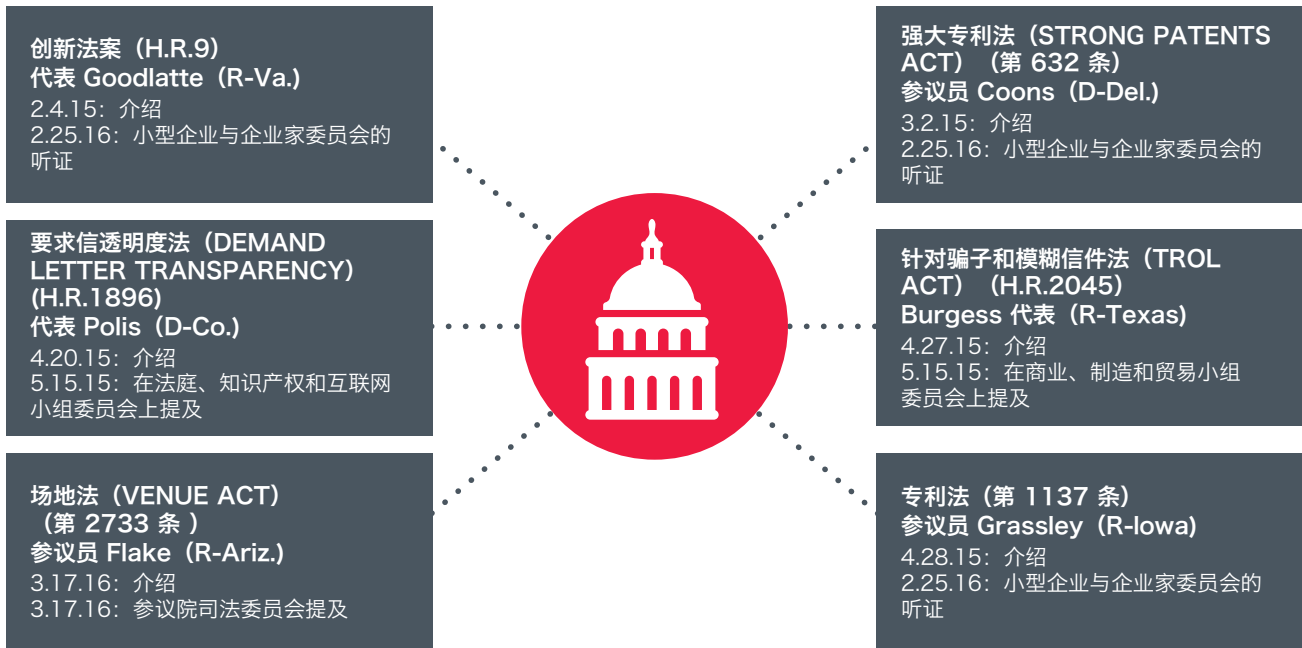 创新法案（H.R.9）
代表 Goodlatte（R-Va.)
2.4.15：介绍
2.25.16：小型企业与企业家委员会的
听证
要求信透明度法（DEMAND
LETTER TRANSPARENCY）
(H.R.1896)
代表 Polis（D-Co.)
4.20.15：介绍
5.15.15：在法庭、知识产权和互联网
小组委员会上提及
场地法（VENUE ACT）
（第 2733 条 ）
参议员 Flake（R-Ariz.)
3.17.16：介绍
3.17.16：参议院司法委员会提及
强大专利法（STRONG PATENTS
ACT）（第 632 条）
参议员 Coons（D-Del.)
3.2.15：介绍
2.25.16：小型企业与企业家委员会的
听证
针对骗子和模糊信件法（TROL
ACT）（H.R.2045）
Burgess 代表（R-Texas)
4.27.15：介绍
5.15.15：在商业、制造和贸易小组
委员会上提及
专利法（第 1137 条）
参议员 Grassley（R-Iowa)
4.28.15：介绍
2.25.16：小型企业与企业家委员会的
听证